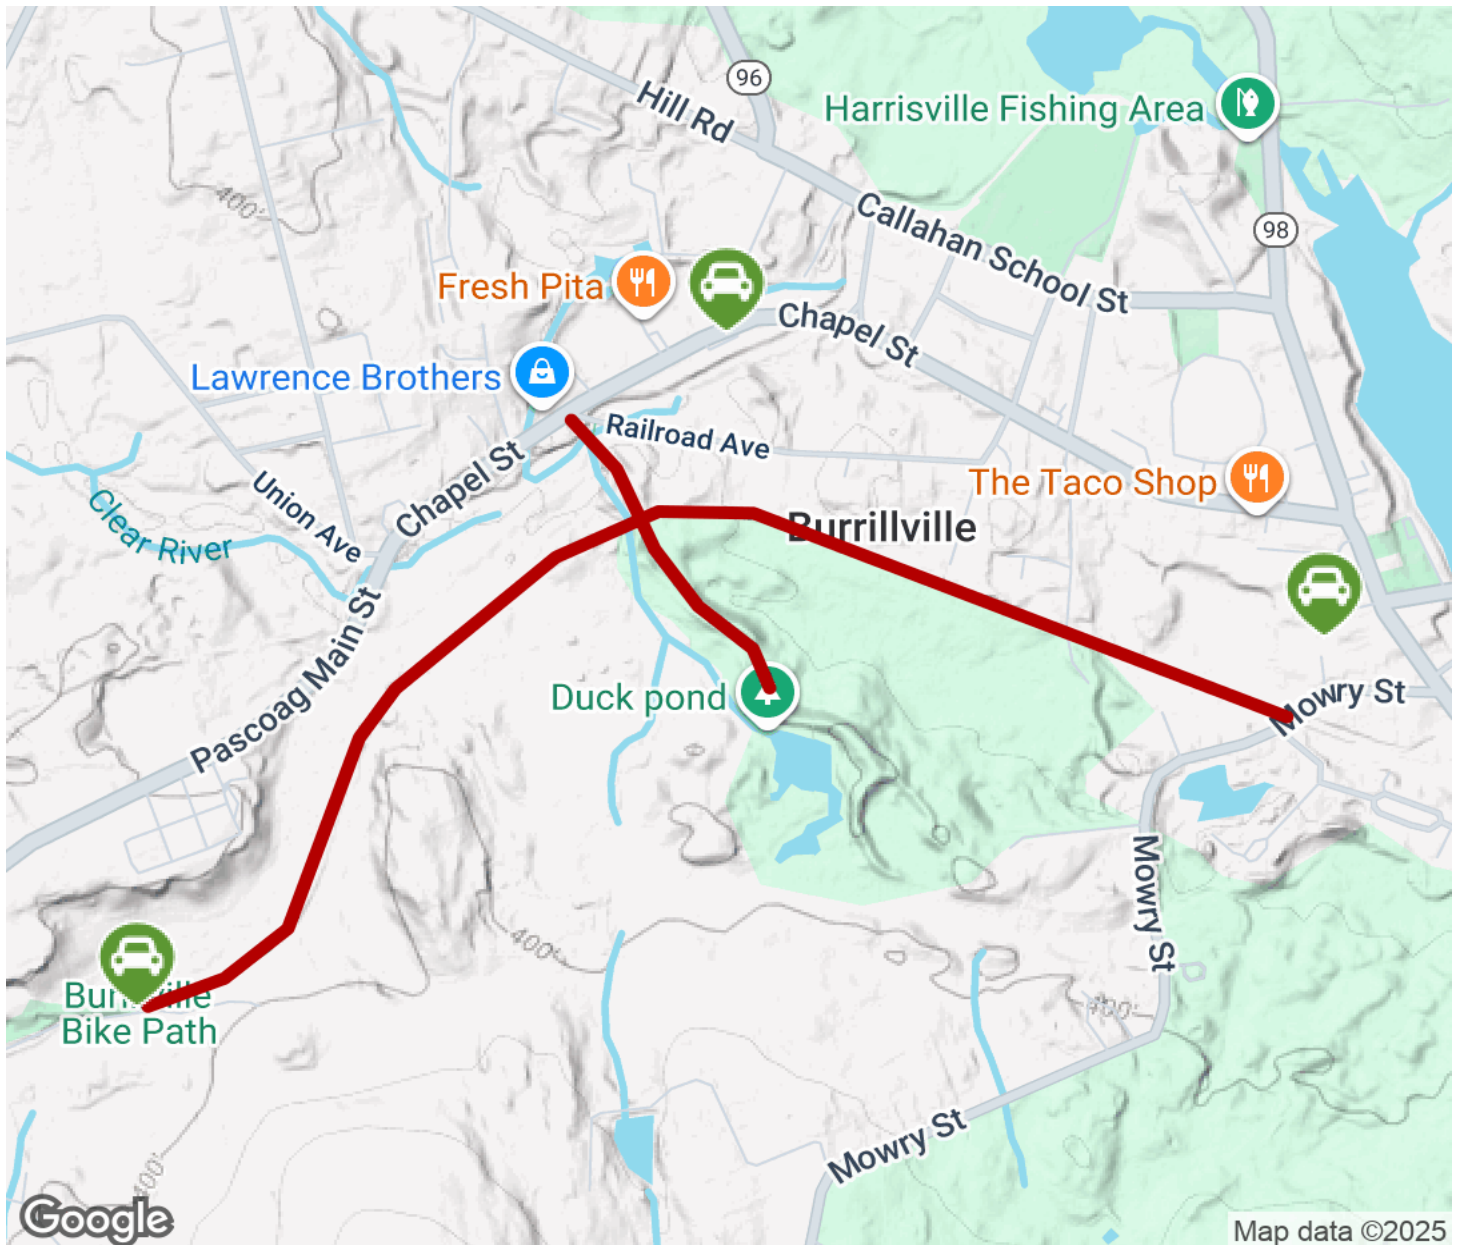 96
Hill Rd
Harrisville Fishing Area
400'
Callahan School St
98
Fresh Pita
Chapel St
Lawrence Brothers
Railroad Ave
Chapel St
The Taco Shop
Union Ave
Clear River
Burrillville
Pascoag Main St
Duck pond
Mowry St
Mowry St
400'
Burrillville
Bike Path
400'
Mowry St
400'
Google
Map data ©2025